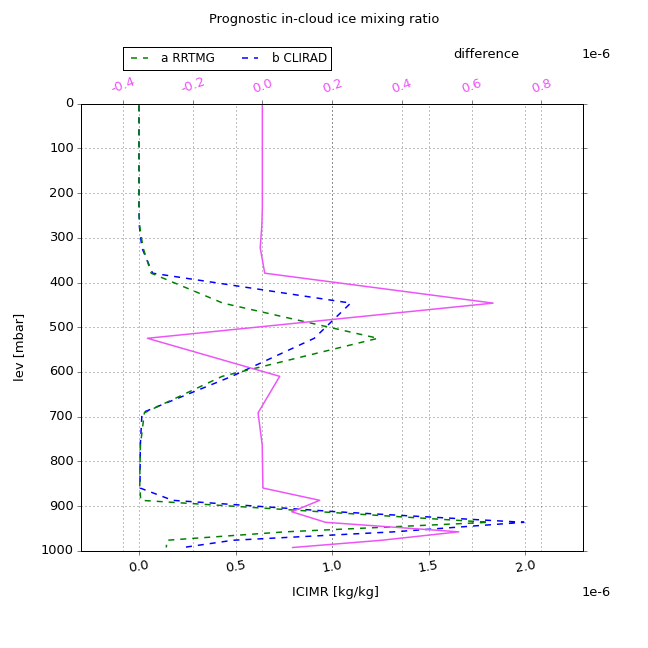 Prognostic in-cloud ice mixing ratio
a RRTMG b CLIRAD difference 1e-6
-0.4 -0.2 0.0 0.2 0.4 0.6 0.8
0
100
200
300
400
500
600
700
800
900
1000
lev [mbar]
0.0 0.5 1.0 1.5 2.0
ICIMR [kg/kg] 1e-6